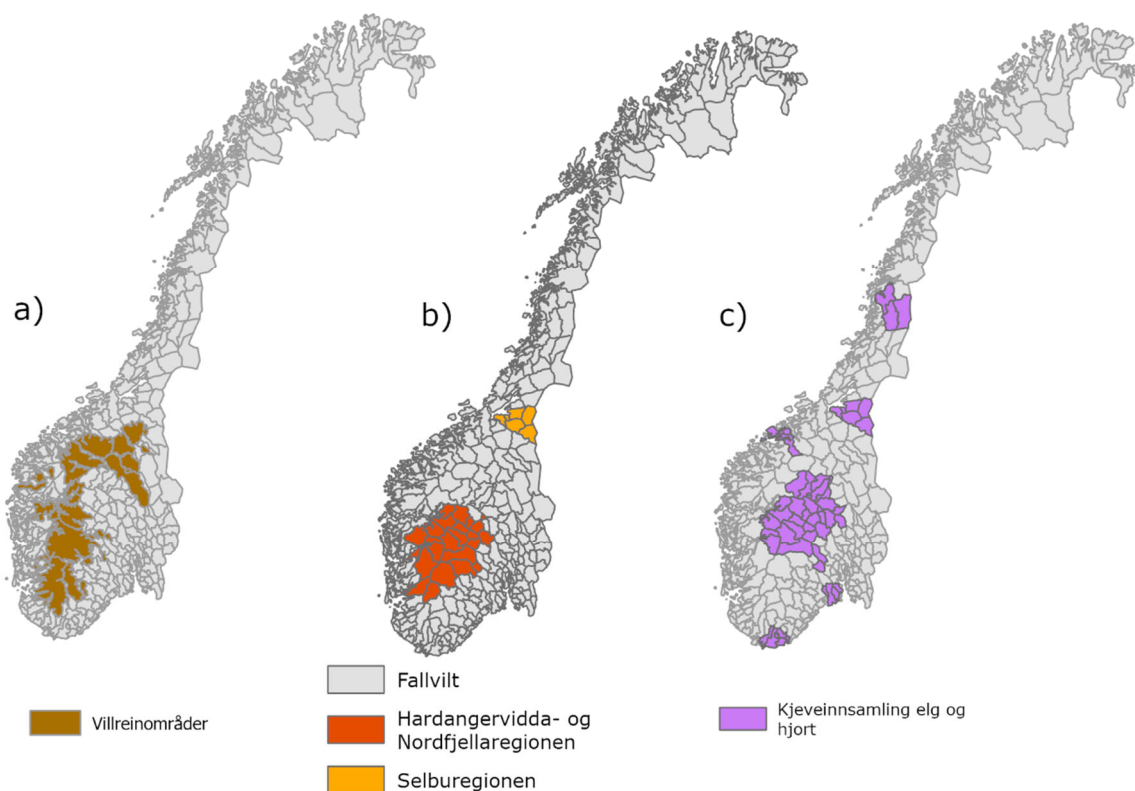 a)
b)
c)
Villreinområder
Fallvilt
Hardangervidda- og
Nordfjellaregionen
Selburegionen
Kjeveinnsamling elg og
hjort